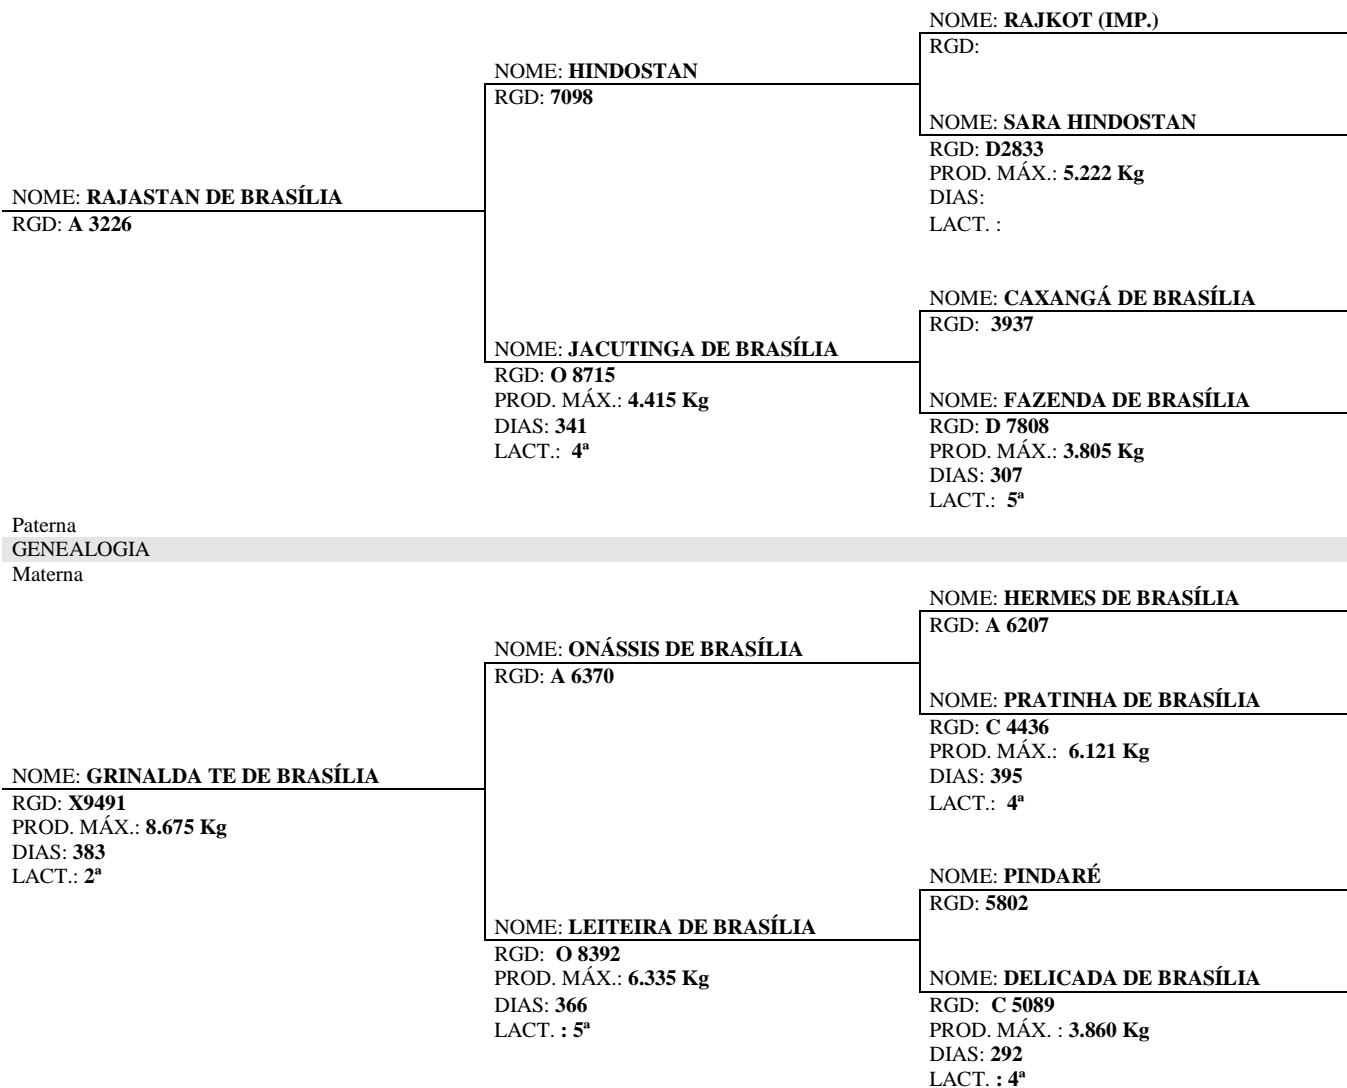 NOME: RAJKOT (IMP.)
RGD:
NOME: HINDOSTAN
RGD: 7098
NOME: SARA HINDOSTAN
RGD: D2833
PROD. MÁX.: 5.222 Kg
DIAS:
LACT. :
NOME: RAJASTAN DE BRASÍLIA
RGD: A 3226
NOME: CAXANGÁ DE BRASÍLIA
RGD: 3937
NOME: JACUTINGA DE BRASÍLIA
RGD: O 8715
PROD. MÁX.: 4.415 Kg
DIAS: 341
LACT.: 4ª
NOME: FAZENDA DE BRASÍLIA
RGD: D 7808
PROD. MÁX.: 3.805 Kg
DIAS: 307
LACT.: 5ª
Paterna
GENEALOGIA
Materna
NOME: HERMES DE BRASÍLIA
RGD: A 6207
NOME: ONÁSSIS DE BRASÍLIA
RGD: A 6370
NOME: PRATINHA DE BRASÍLIA
RGD: C 4436
PROD. MÁX.: 6.121 Kg
DIAS: 395
LACT.: 4ª
NOME: GRINALDA TE DE BRASÍLIA
RGD: X9491
PROD. MÁX.: 8.675 Kg
DIAS: 383
LACT.: 2ª
NOME: PINDARÉ
RGD: 5802
NOME: LEITEIRA DE BRASÍLIA
RGD: O 8392
PROD. MÁX.: 6.335 Kg
DIAS: 366
LACT. : 5ª
NOME: DELICADA DE BRASÍLIA
RGD: C 5089
PROD. MÁX. : 3.860 Kg
DIAS: 292
LACT. : 4ª